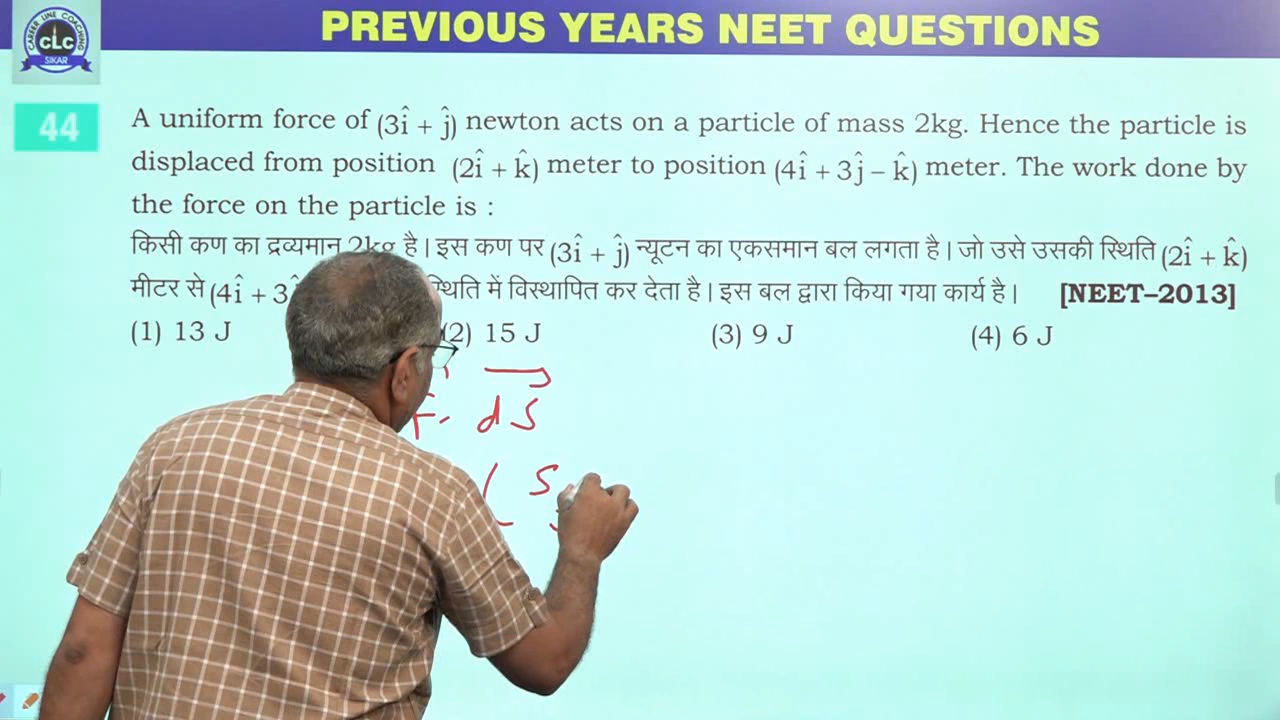 CAREER LINE COACHING
CLC
SIKAR
PREVIOUS YEARS NEET QUESTIONS
44
A uniform force of (3î + ĵ) newton acts on a particle of mass 2kg. Hence the particle is
displaced from position (2î + k̂) meter to position (4î + 3ĵ – k̂) meter. The work done by
the force on the particle is :
किसी कण का द्रव्यमान 2kg है। इस कण पर (3î + ĵ) न्यूटन का एकसमान बल लगता है। जो उसे उसकी स्थिति (2î + k̂)
मीटर से (4î + 3 में विस्थापित कर देता है। इस बल द्वारा किया गया कार्य है। [NEET–2013]
(1) 13 J (2) 15 J (3) 9 J (4) 6 J
F. dS
( S